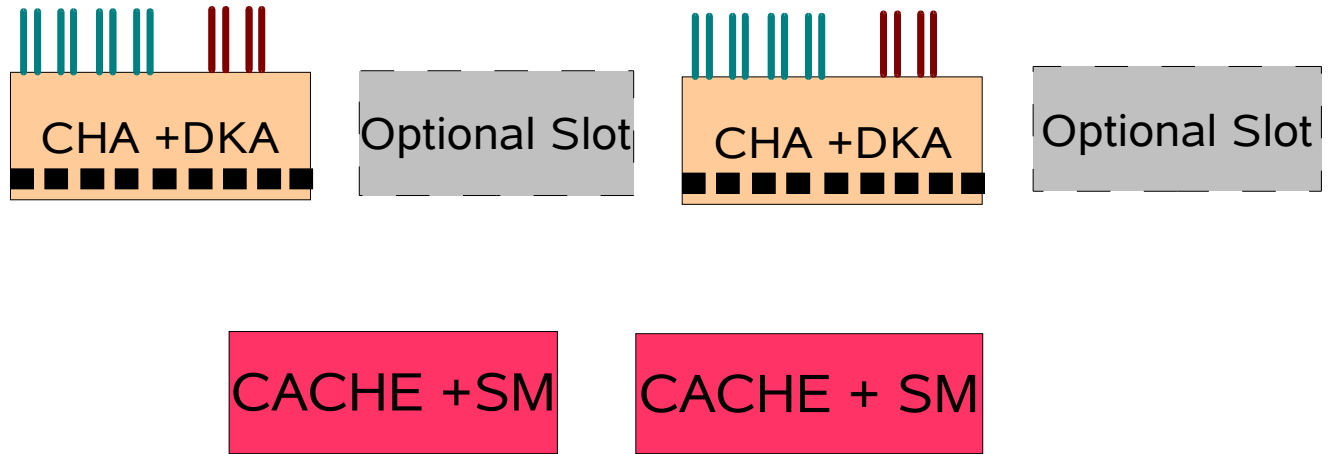 CHA +DKA
Optional Slot
CHA +DKA
Optional Slot
CACHE +SM
CACHE + SM